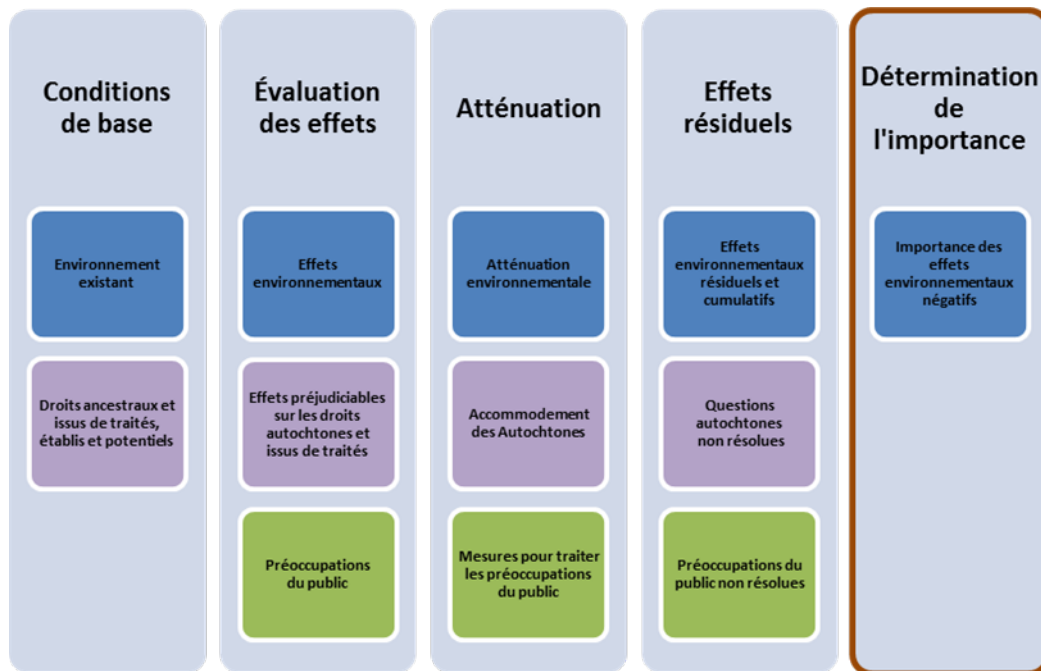 Conditions
de base
Environnement
existant
Droits ancestraux et
issus de traités,
établis et potentiels
Évaluation
des effets
Effets
environnementaux
Effets préjudiciables
sur les droits
autochtones et
issus de traités
Préoccupations
du public
Atténuation
Atténuation
environnementale
Accommodement
des Autochtones
Mesures pour traiter
les préoccupations
du public
Effets
résiduels
Effets
environnementaux
résiduels et
cumulatifs
Questions
autochtones
non résolues
Préoccupations du
public non résolues
Détermination
de
l'importance
Importance des
effets
environnementaux
négatifs